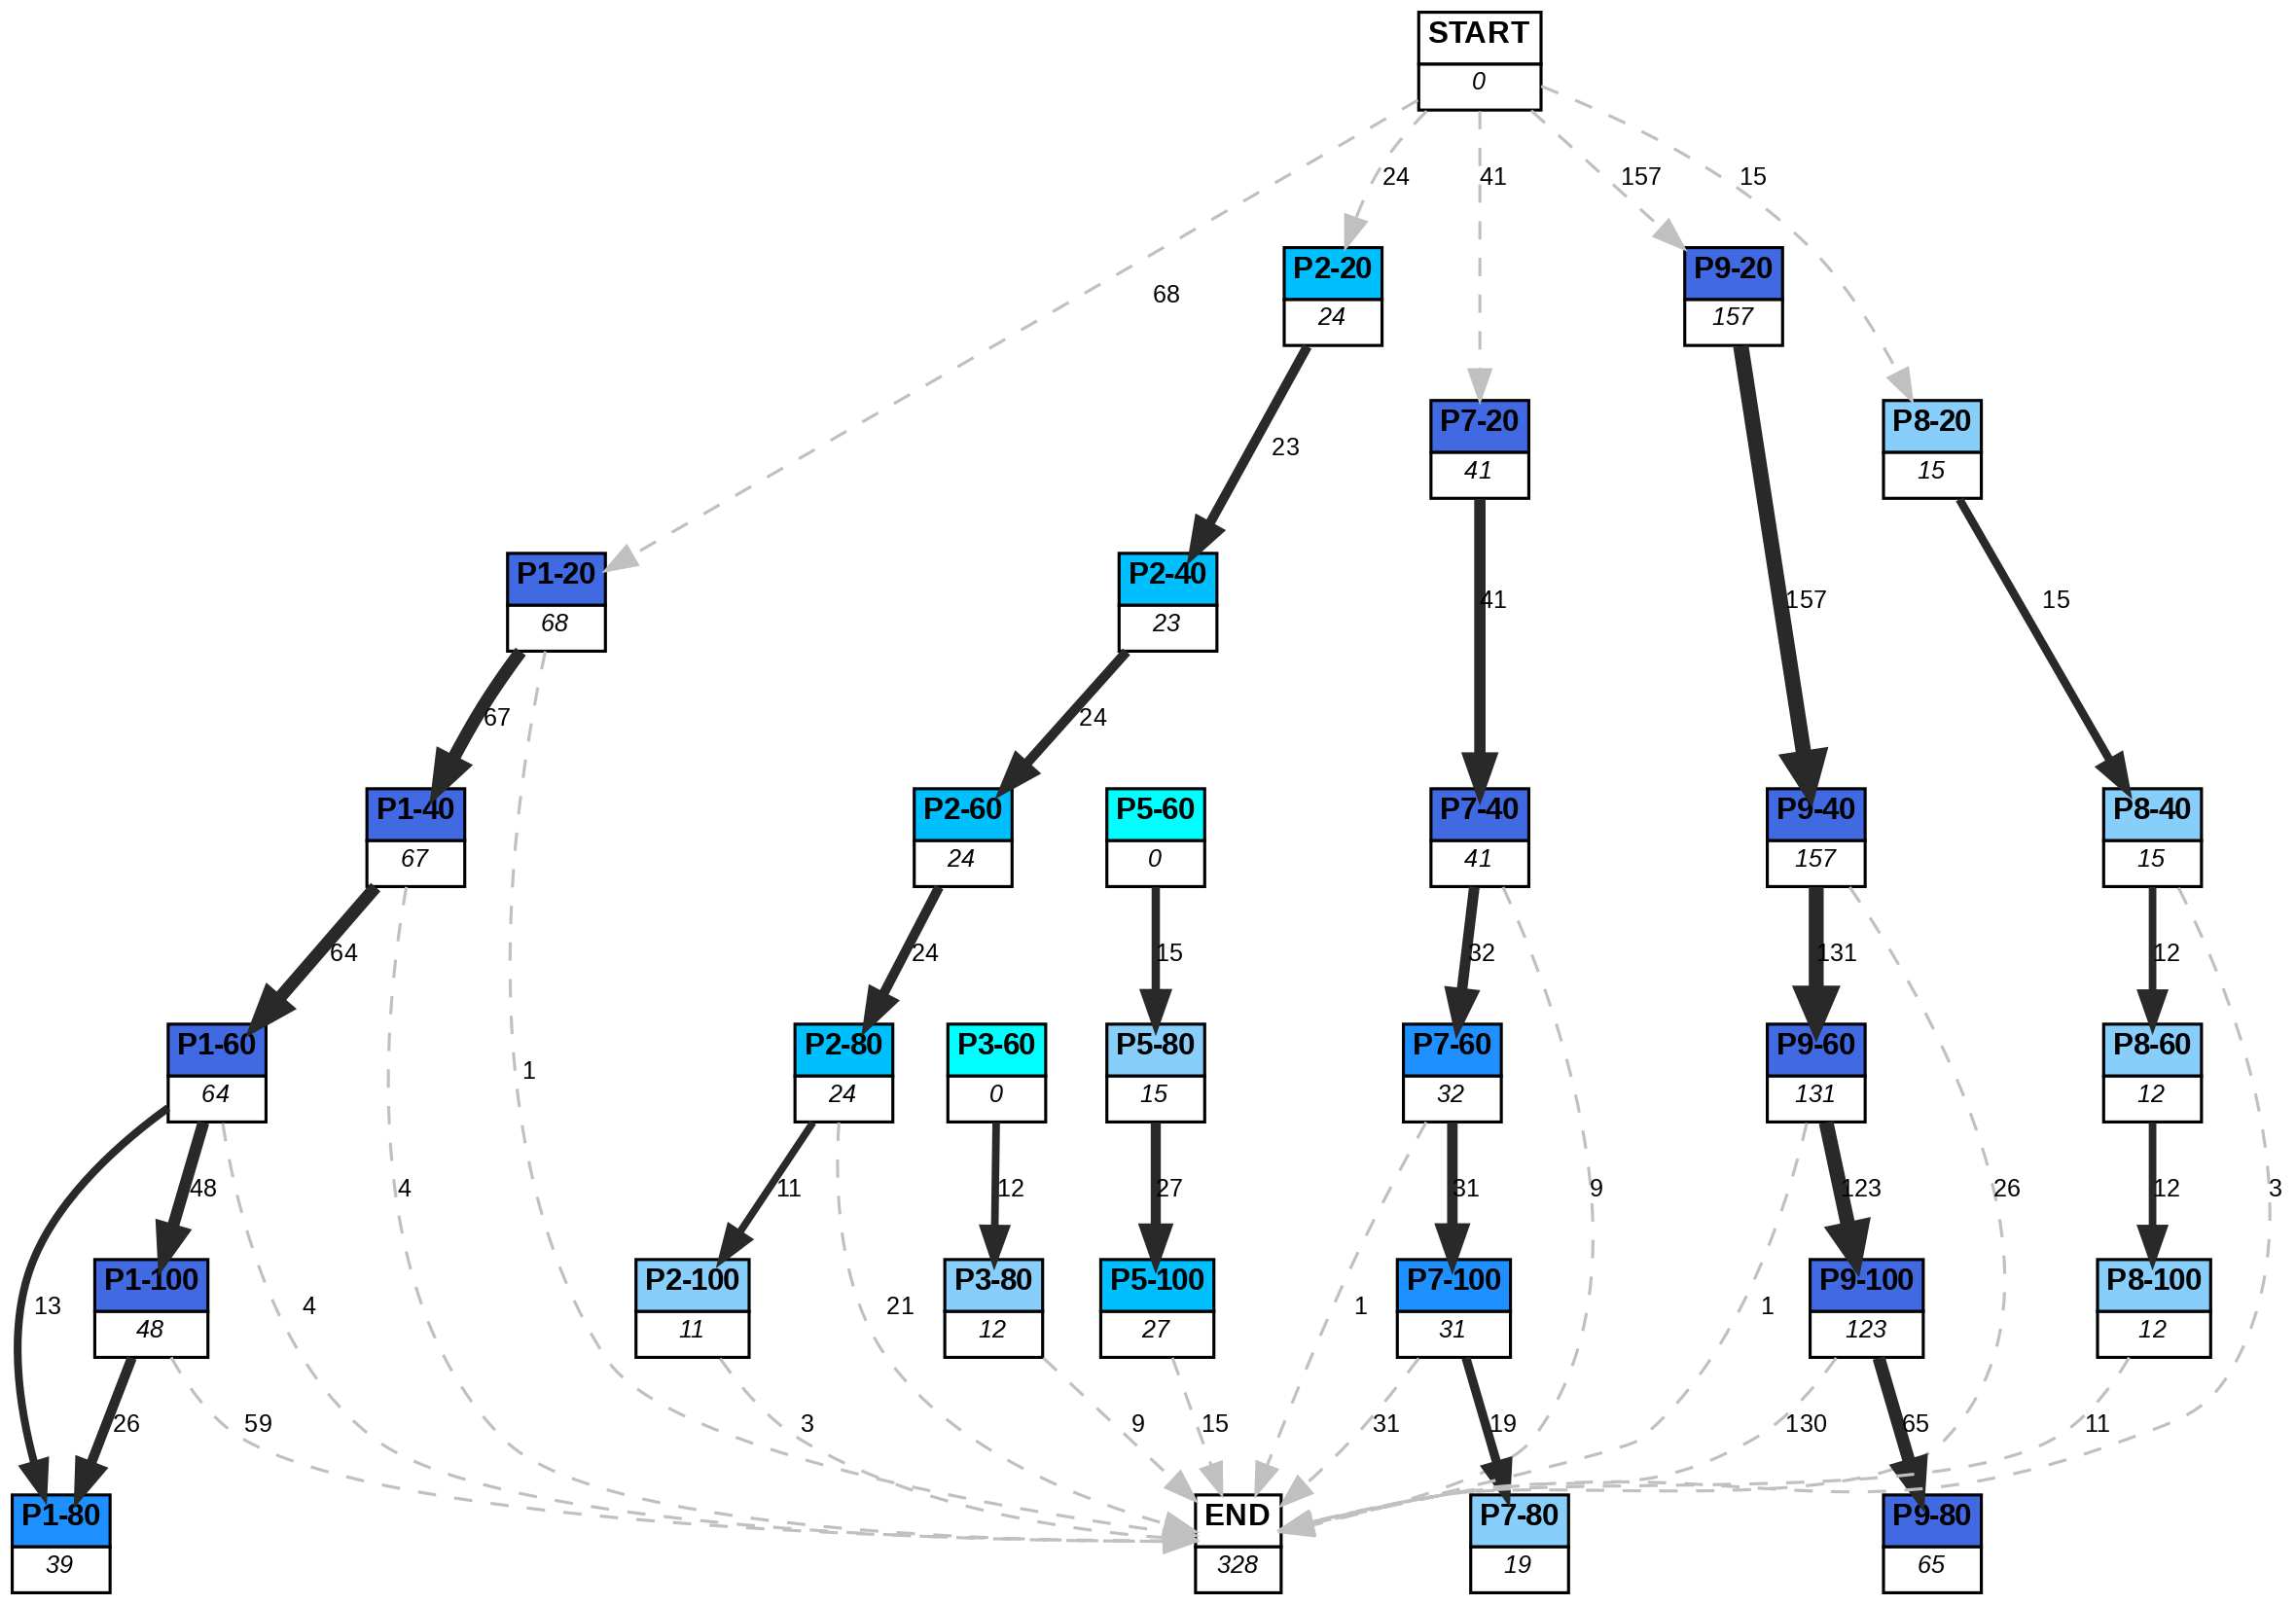 START
0
24
41
157
15
68
P2-20
24
P9-20
157
P7-20
41
P8-20
15
23
P1-20
68
P2-40
23
41
157
15
67
24
P1-40
67
P2-60
24
P5-60
0
P7-40
41
P9-40
157
P8-40
15
64
24
15
32
131
12
P1-60
64
P2-80
24
P3-60
0
P5-80
15
P7-60
32
P9-60
131
P8-60
12
1
48
4
11
12
27
31
9
123
26
12
3
P1-100
48
P2-100
11
P3-80
12
P5-100
27
P7-100
31
P9-100
123
P8-100
12
13
4
21
1
1
26
59
3
9
15
31
19
130
65
11
P1-80
39
END
328
P7-80
19
P9-80
65